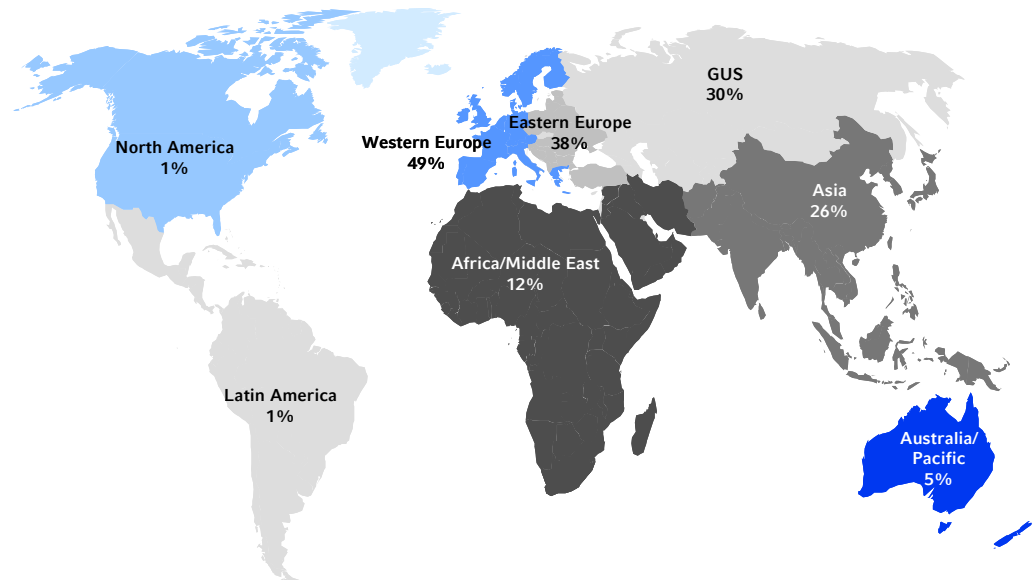 GUS
30%
North America
1%
Western Europe
49%
Eastern Europe
38%
Asia
26%
Africa/Middle East
12%
Latin America
1%
Australia/
Pacific
5%